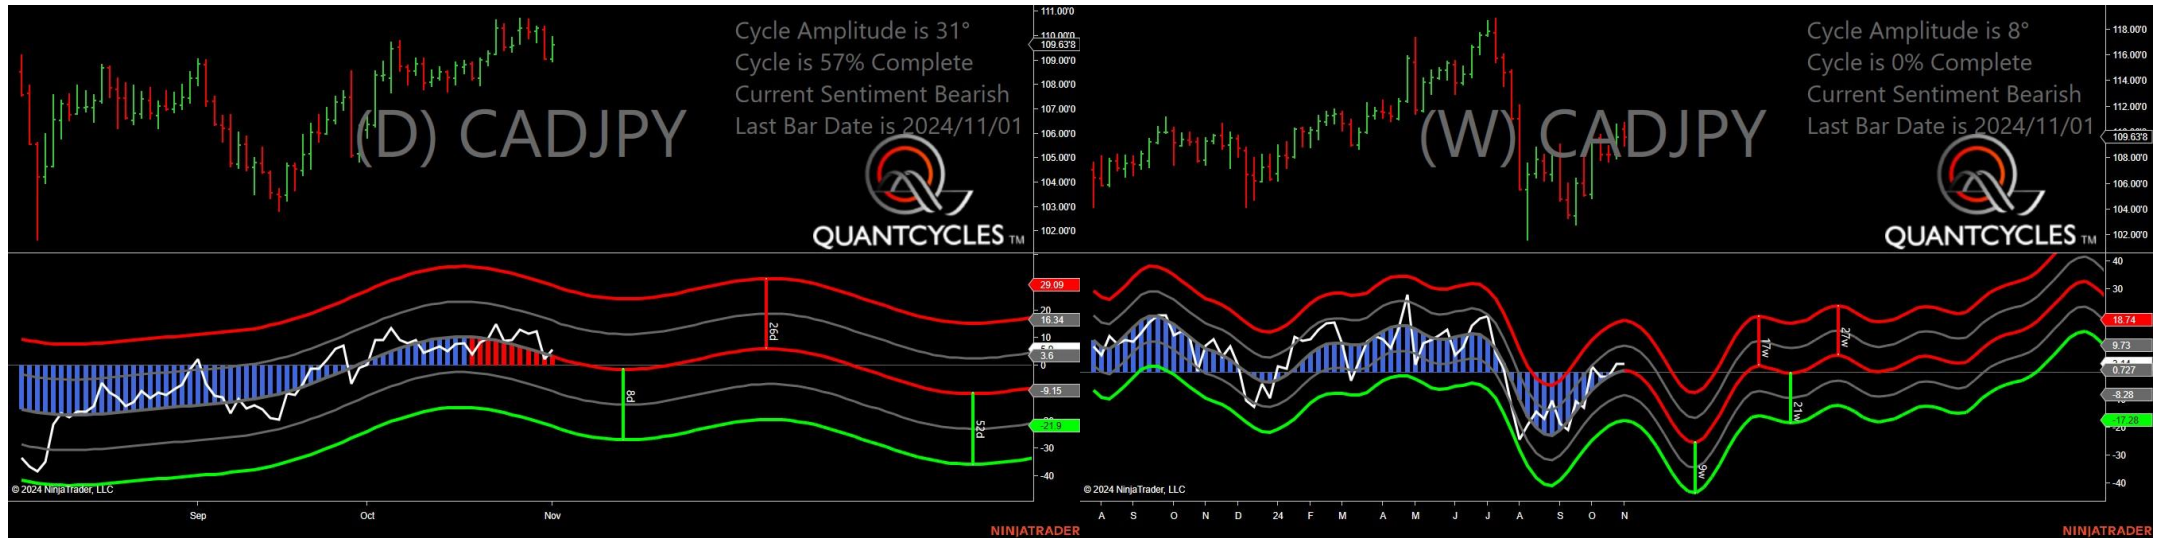 Cycle Amplitude is 31°
Cycle is 57% Complete
Current Sentiment Bearish
Last Bar Date is 2024/11/01
(D) CADJPY
QUANTCYCLES TM
111.00'0
110.00'0
109.63'8
109.00'0
108.00'0
107.00'0
106.00'0
105.00'0
104.00'0
103.00'0
102.00'0
29.09
20
16.34
10
3.6
0
-9.15
-21.9
-30
-40
26d
8d
52d
© 2024 NinjaTrader, LLC
Sep Oct Nov
NINJATRADER
Cycle Amplitude is 8°
Cycle is 0% Complete
Current Sentiment Bearish
Last Bar Date is 2024/11/01
(W) CADJPY
QUANTCYCLES TM
118.00'0
116.00'0
114.00'0
112.00'0
109.63'8
108.00'0
106.00'0
104.00'0
102.00'0
40
30
18.74
9.73
0.727
-8.28
-17.28
-20
-30
-40
17w
27w
21w
9w
© 2024 NinjaTrader, LLC
A S O N D 24 F M A M J J A S O N
NINJATRADER